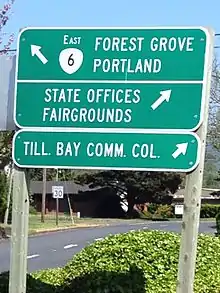 EAST
6
FOREST GROVE
PORTLAND
STATE OFFICES
FAIRGROUNDS
TILL. BAY COMM. COL.